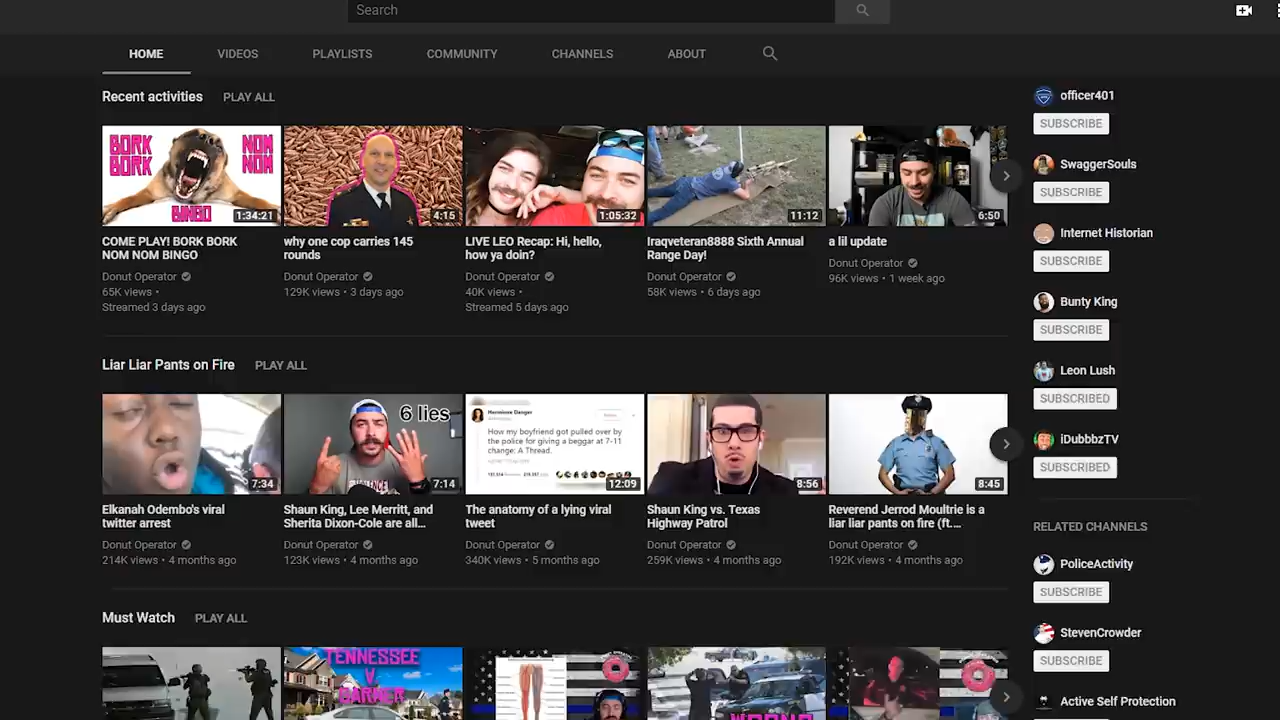 Search
HOME
VIDEOS
PLAYLISTS
COMMUNITY
CHANNELS
ABOUT
Recent activities
PLAY ALL
BORK
BORK
NOM
NOM
BINGO
1:34:21
4:15
1:05:32
11:12
6:50
COME PLAY! BORK BORK
NOM NOM BINGO
Donut Operator
65K views •
Streamed 3 days ago
why one cop carries 145
rounds
Donut Operator
129K views • 3 days ago
LIVE LEO Recap: Hi, hello,
how ya doin?
Donut Operator
40K views •
Streamed 5 days ago
Iraqveteran8888 Sixth Annual
Range Day!
Donut Operator
58K views • 6 days ago
a lil update
Donut Operator
96K views • 1 week ago
Liar Liar Pants on Fire
PLAY ALL
7:34
6 lies
7:14
How my boyfriend got pulled over by
the police for giving a beggar at 7-11
change; A Thread.
12:09
8:56
8:45
Elkanah Odembo's viral
twitter arrest
Donut Operator
214K views • 4 months ago
Shaun King, Lee Merritt, and
Sherita Dixon-Cole are all...
Donut Operator
123K views • 4 months ago
The anatomy of a lying viral
tweet
Donut Operator
340K views • 5 months ago
Shaun King vs. Texas
Highway Patrol
Donut Operator
259K views • 4 months ago
Reverend Jerrod Moultrie is a
liar liar pants on fire (ft....
Donut Operator
192K views • 4 months ago
Must Watch
PLAY ALL
TENNESSEE
V.
GARNER
WRONG
officer401
SUBSCRIBE
SwaggerSouls
SUBSCRIBE
Internet Historian
SUBSCRIBE
Bunty King
SUBSCRIBE
Leon Lush
SUBSCRIBED
iDubbbzTV
SUBSCRIBED
RELATED CHANNELS
PoliceActivity
SUBSCRIBE
StevenCrowder
SUBSCRIBE
Active Self Protection